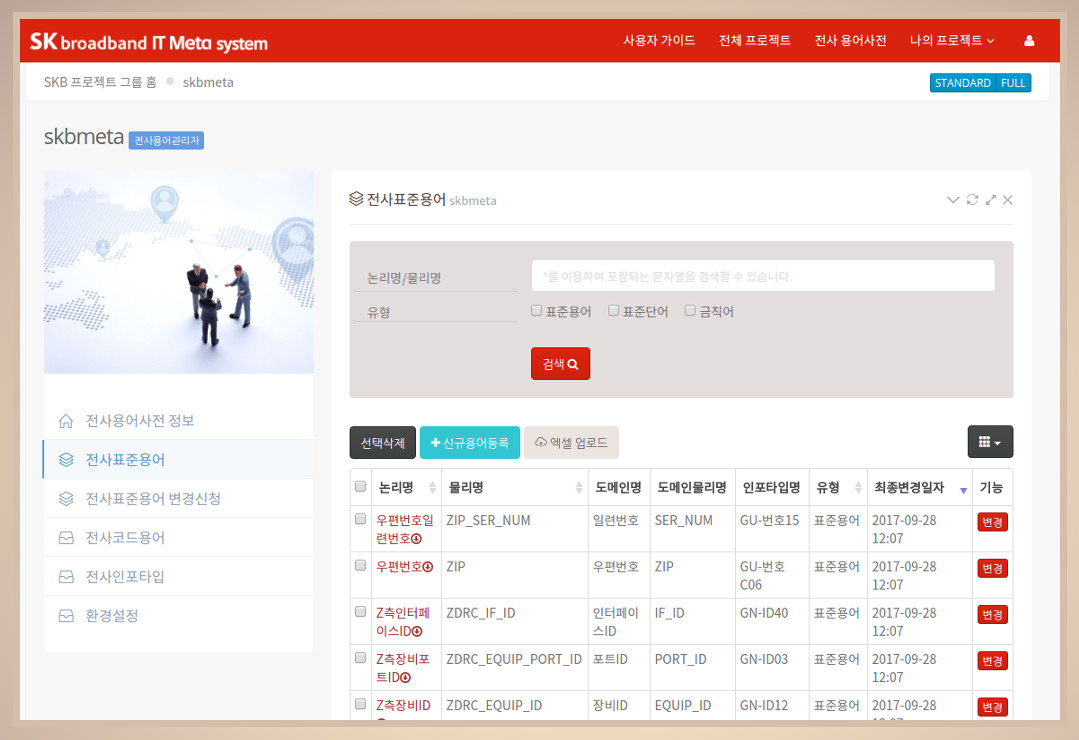 SK broadband IT Meta system
사용자 가이드 전체 프로젝트 전사 용어사전 나의 프로젝트
SKB 프로젝트 그룹 홈 skbmeta
STANDARD FULL
skbmeta 전사용어관리자
전사용어사전 정보
전사표준용어
전사표준용어 변경신청
전사코드용어
전사인포타입
환경설정
전사표준용어 skbmeta
논리명/물리명
*를 이용하여 포함되는 문자열을 검색할 수 있습니다.
유형 표준용어 표준단어 금칙어
검색
선택삭제 신규용어등록 엑셀 업로드
논리명 물리명 도메인명 도메인물리명 인포타입명 유형 최종변경일자 기능
우편번호일 ZIP_SER_NUM 일련번호 SER_NUM GU-번호15 표준용어 2017-09-28 변경
련번호 12:07
우편번호 ZIP 우편번호 ZIP GU-번호 표준용어 2017-09-28 변경
C06 12:07
Z측인터페 ZDRC_IF_ID 인터페이 IF_ID GN-ID40 표준용어 2017-09-28 변경
이스ID 스ID 12:07
Z측장비포 ZDRC_EQUIP_PORT_ID 포트ID PORT_ID GN-ID03 표준용어 2017-09-28 변경
트ID 12:07
Z측장비ID ZDRC_EQUIP_ID 장비ID EQUIP_ID GN-ID12 표준용어 2017-09-28 변경